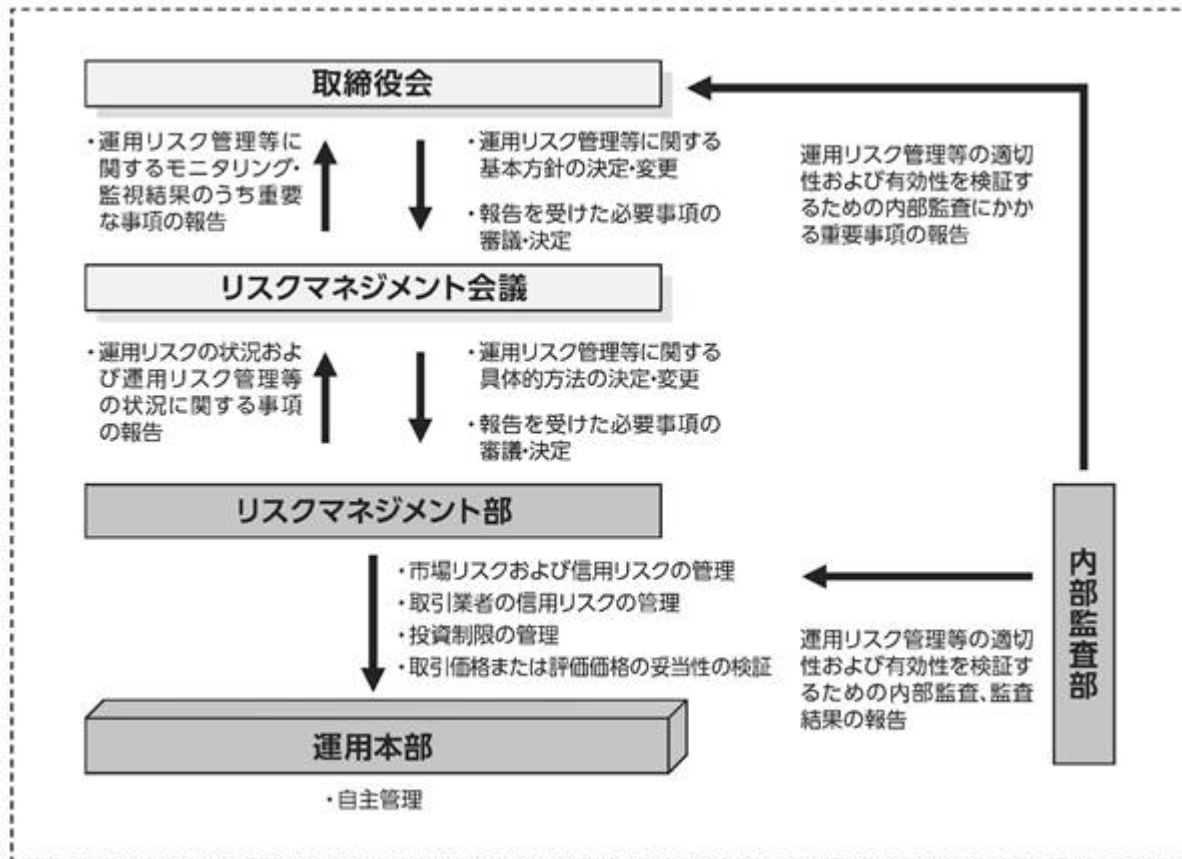 取締役会
・運用リスク管理等に
関するモニタリング・
監視結果のうち重要
な事項の報告
・運用リスク管理等に関する
基本方針の決定・変更
・報告を受けた必要事項の
審議・決定
運用リスク管理等の適切
性および有効性を検証す
るための内部監査にかか
る重要事項の報告
リスクマネジメント会議
・運用リスクの状況およ
び運用リスク管理等
の状況に関する事項
の報告
・運用リスク管理等に関する
具体的方法の決定・変更
・報告を受けた必要事項の
審議・決定
リスクマネジメント部
・市場リスクおよび信用リスクの管理
・取引業者の信用リスクの管理
・投資制限の管理
・取引価格または評価価格の妥当性の検証
内部監査部
運用リスク管理等の適切
性および有効性を検証す
るための内部監査、監査
結果の報告
運用本部
・自主管理